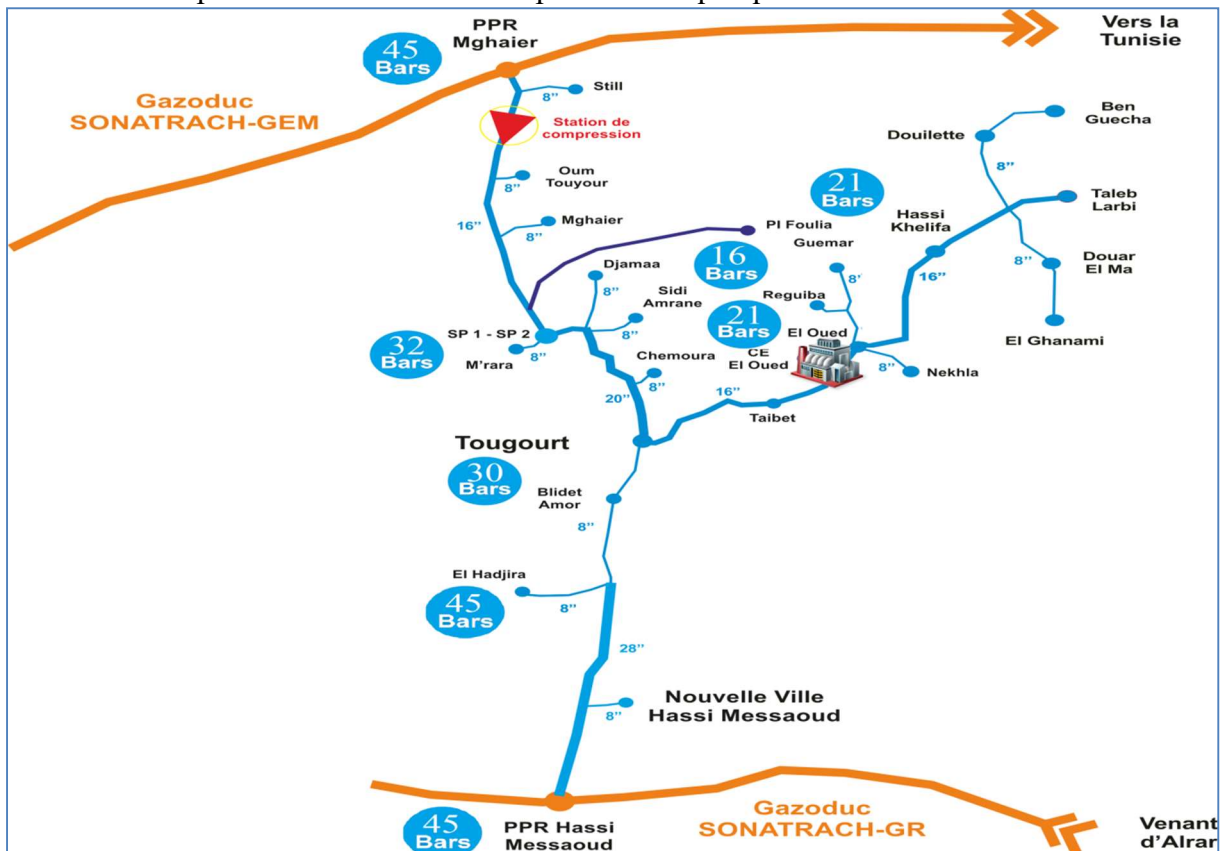 Vers la
Tunisie
PPR
Mghaier
45
Bars
Still
8”
Gazoduc
SONATRACH-GEM
Station de
compression
Ben
Guecha
Douilette
8”
Oum
Touyour
8”
21
Bars
Taleb
Larbi
Hassi
Khelifa
16”
Mghaier
8”
PI Foulia
Guemar
16
Bars
8'
Djamaa
8”
8”
Douar
El Ma
16”
Sidi
Amrane
8”
Reguiba
21
Bars
SP 1 - SP 2
El Oued
El Ghanami
32
Bars
M'rara
8”
Chemoura
8”
CE
El Oued
8”
Nekhla
20”
16”
Taibet
Tougourt
30
Bars
Blidet
Amor
8”
El Hadjira
45
Bars
8”
28”
Nouvelle Ville
Hassi Messaoud
8”
Gazoduc
SONATRACH-GR
45
Bars
PPR Hassi
Messaoud
Venant
d'Alrar